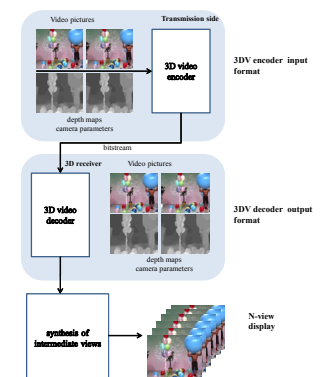 Video pictures
Transmission side
3D video
encoder
3DV encoder input
format
depth maps
camera parameters
bitstream
3D receiver
Video pictures
3D video
decoder
3DV decoder output
format
depth maps
camera parameters
synthesis of
intermediate views
N-view
display